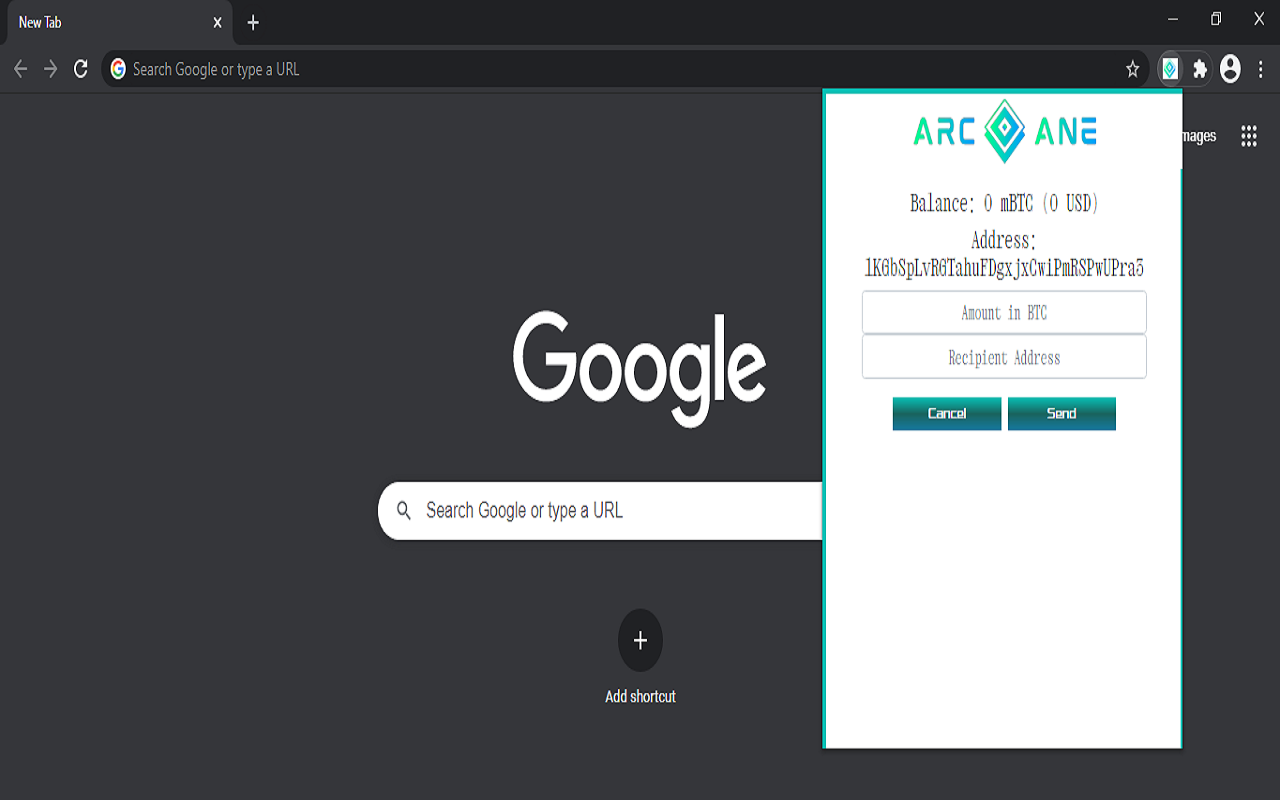 New Tab
Search Google or type a URL
ARC ANE
mages
Balance: 0 mBTC (0 USD)
Address:
1KGbSpLvRGTahuFDgxjxCwiPmRSPwUPra3
Amount in BTC
Recipient Address
Cancel Send
Google
Search Google or type a URL
Add shortcut